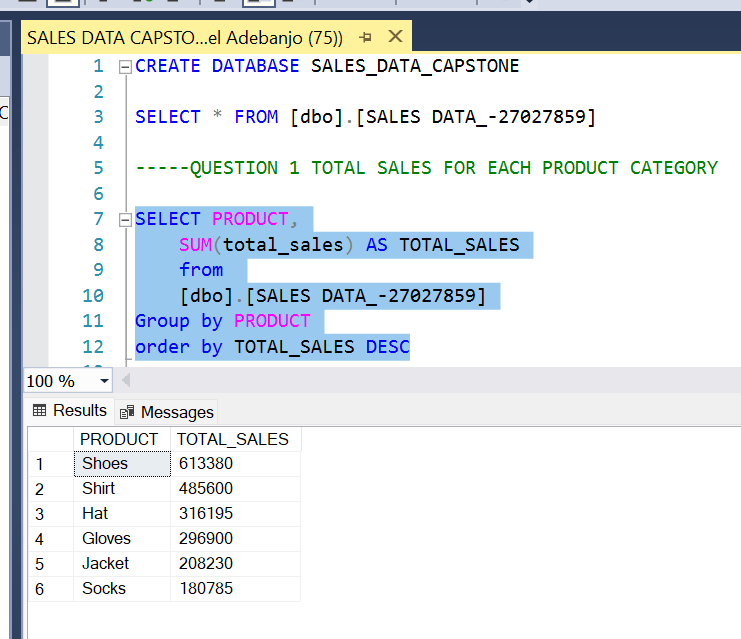 SALES DATA CAPSTO...el Adebanjo (75))
1 CREATE DATABASE SALES_DATA_CAPSTONE
2
3 SELECT * FROM [dbo].[SALES DATA_-27027859]
4
5 -----QUESTION 1 TOTAL SALES FOR EACH PRODUCT CATEGORY
6
7 SELECT PRODUCT,
8 SUM(total_sales) AS TOTAL_SALES
9 from
10 [dbo].[SALES DATA_-27027859]
11 Group by PRODUCT
12 order by TOTAL_SALES DESC
100 %
Results Messages
PRODUCT TOTAL_SALES
1 Shoes 613380
2 Shirt 485600
3 Hat 316195
4 Gloves 296900
5 Jacket 208230
6 Socks 180785